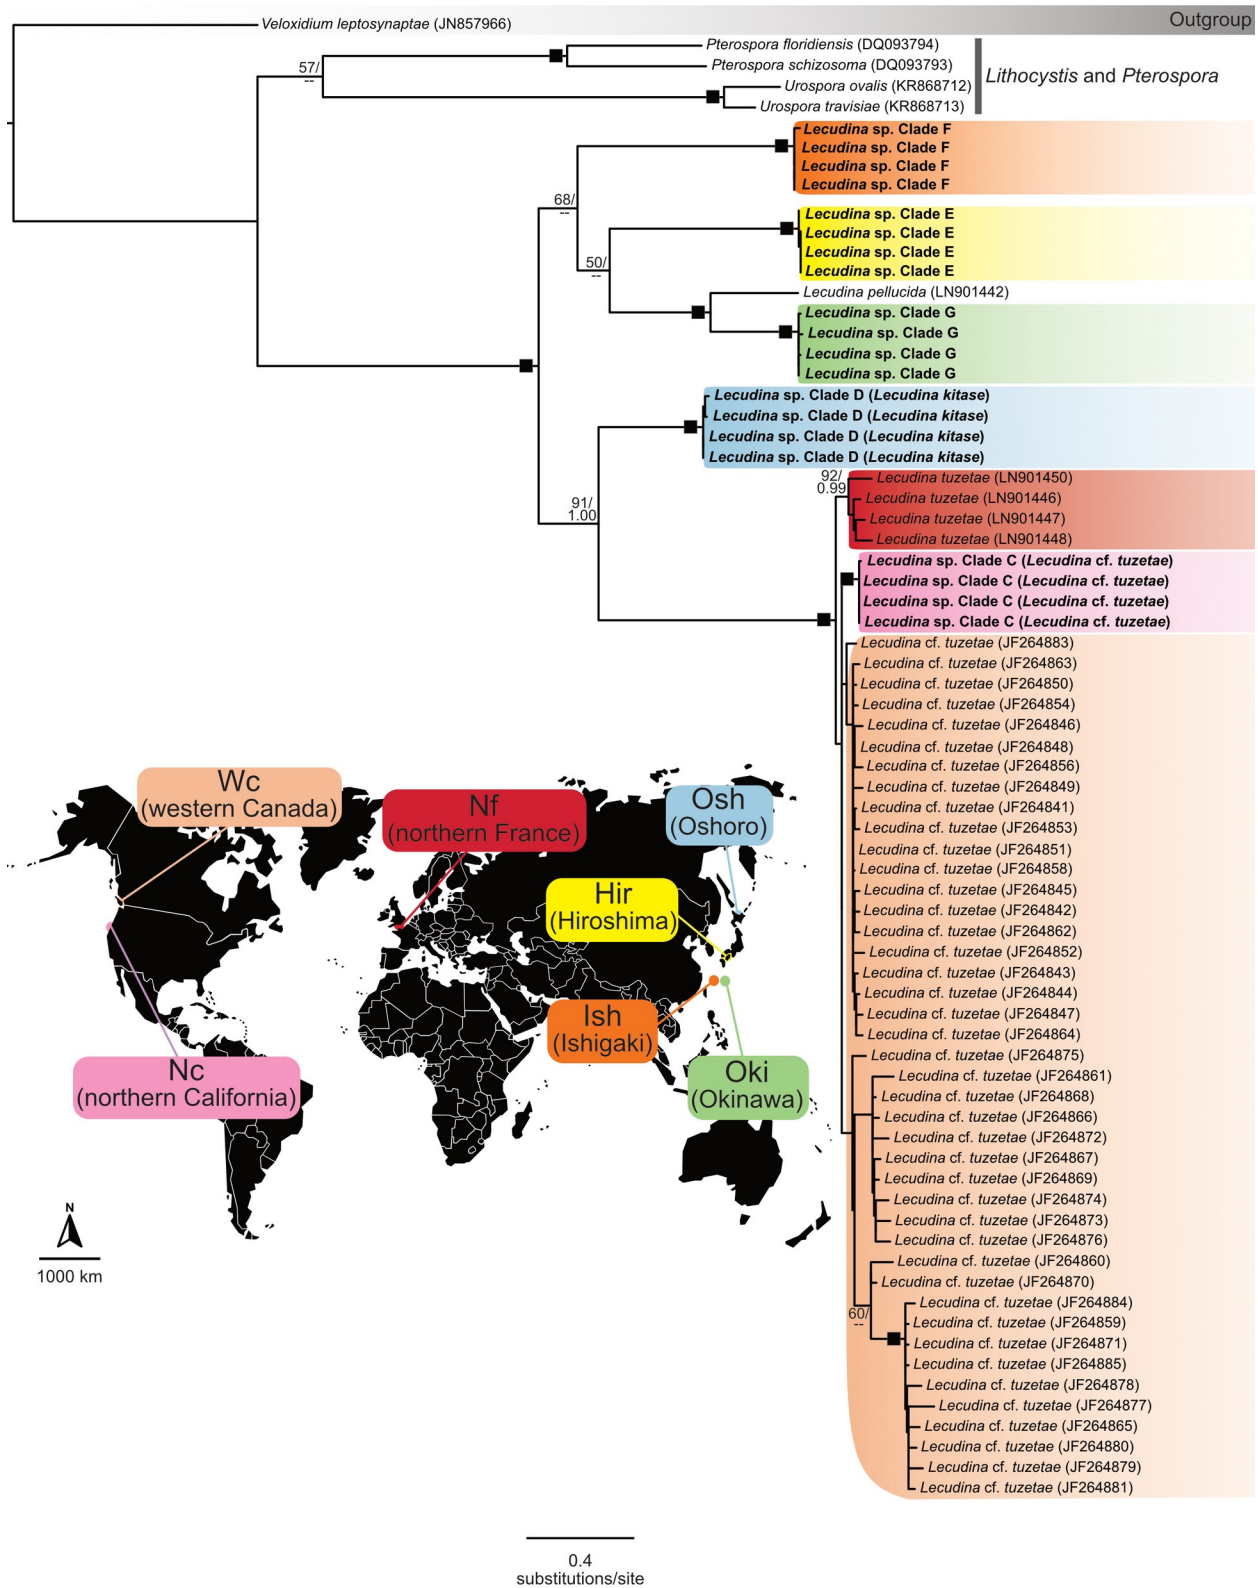 Outgroup
Veloxidium leptosynaptae (JN857966)
Pterospora floridiensis (DQ093794)
57/
--
Pterospora schizosoma (DQ093793)
Lithocystis and Pterospora
Urospora ovalis (KR868712)
Urospora travisiae (KR868713)
Lecudina sp. Clade F
Lecudina sp. Clade F
Lecudina sp. Clade F
Lecudina sp. Clade F
68/
--
Lecudina sp. Clade E
Lecudina sp. Clade E
Lecudina sp. Clade E
Lecudina sp. Clade E
50/
--
Lecudina pellucida (LN901442)
Lecudina sp. Clade G
Lecudina sp. Clade G
Lecudina sp. Clade G
Lecudina sp. Clade G
Lecudina sp. Clade D (Lecudina kitase)
Lecudina sp. Clade D (Lecudina kitase)
Lecudina sp. Clade D (Lecudina kitase)
Lecudina sp. Clade D (Lecudina kitase)
92/
0.99
Lecudina tuzetae (LN901450)
Lecudina tuzetae (LN901446)
Lecudina tuzetae (LN901447)
Lecudina tuzetae (LN901448)
91/
1.00
Lecudina sp. Clade C (Lecudina cf. tuzetae)
Lecudina sp. Clade C (Lecudina cf. tuzetae)
Lecudina sp. Clade C (Lecudina cf. tuzetae)
Lecudina sp. Clade C (Lecudina cf. tuzetae)
Lecudina cf. tuzetae (JF264883)
Lecudina cf. tuzetae (JF264863)
Lecudina cf. tuzetae (JF264850)
Lecudina cf. tuzetae (JF264854)
Lecudina cf. tuzetae (JF264846)
Lecudina cf. tuzetae (JF264848)
Lecudina cf. tuzetae (JF264856)
Lecudina cf. tuzetae (JF264849)
Lecudina cf. tuzetae (JF264841)
Lecudina cf. tuzetae (JF264853)
Lecudina cf. tuzetae (JF264851)
Lecudina cf. tuzetae (JF264858)
Lecudina cf. tuzetae (JF264845)
Lecudina cf. tuzetae (JF264842)
Lecudina cf. tuzetae (JF264862)
Lecudina cf. tuzetae (JF264852)
Lecudina cf. tuzetae (JF264843)
Lecudina cf. tuzetae (JF264844)
Lecudina cf. tuzetae (JF264847)
Lecudina cf. tuzetae (JF264864)
Lecudina cf. tuzetae (JF264875)
Lecudina cf. tuzetae (JF264861)
Lecudina cf. tuzetae (JF264868)
Lecudina cf. tuzetae (JF264866)
Lecudina cf. tuzetae (JF264872)
Lecudina cf. tuzetae (JF264867)
Lecudina cf. tuzetae (JF264869)
Lecudina cf. tuzetae (JF264874)
Lecudina cf. tuzetae (JF264873)
Lecudina cf. tuzetae (JF264876)
Lecudina cf. tuzetae (JF264860)
Lecudina cf. tuzetae (JF264870)
60/
--
Lecudina cf. tuzetae (JF264884)
Lecudina cf. tuzetae (JF264859)
Lecudina cf. tuzetae (JF264871)
Lecudina cf. tuzetae (JF264885)
Lecudina cf. tuzetae (JF264878)
Lecudina cf. tuzetae (JF264877)
Lecudina cf. tuzetae (JF264865)
Lecudina cf. tuzetae (JF264880)
Lecudina cf. tuzetae (JF264879)
Lecudina cf. tuzetae (JF264881)
Wc
(western Canada)
Nf
(northern France)
Osh
(Oshoro)
Hir
(Hiroshima)
Ish
(Ishigaki)
Oki
(Okinawa)
Nc
(northern California)
N
1000 km
0.4
substitutions/site